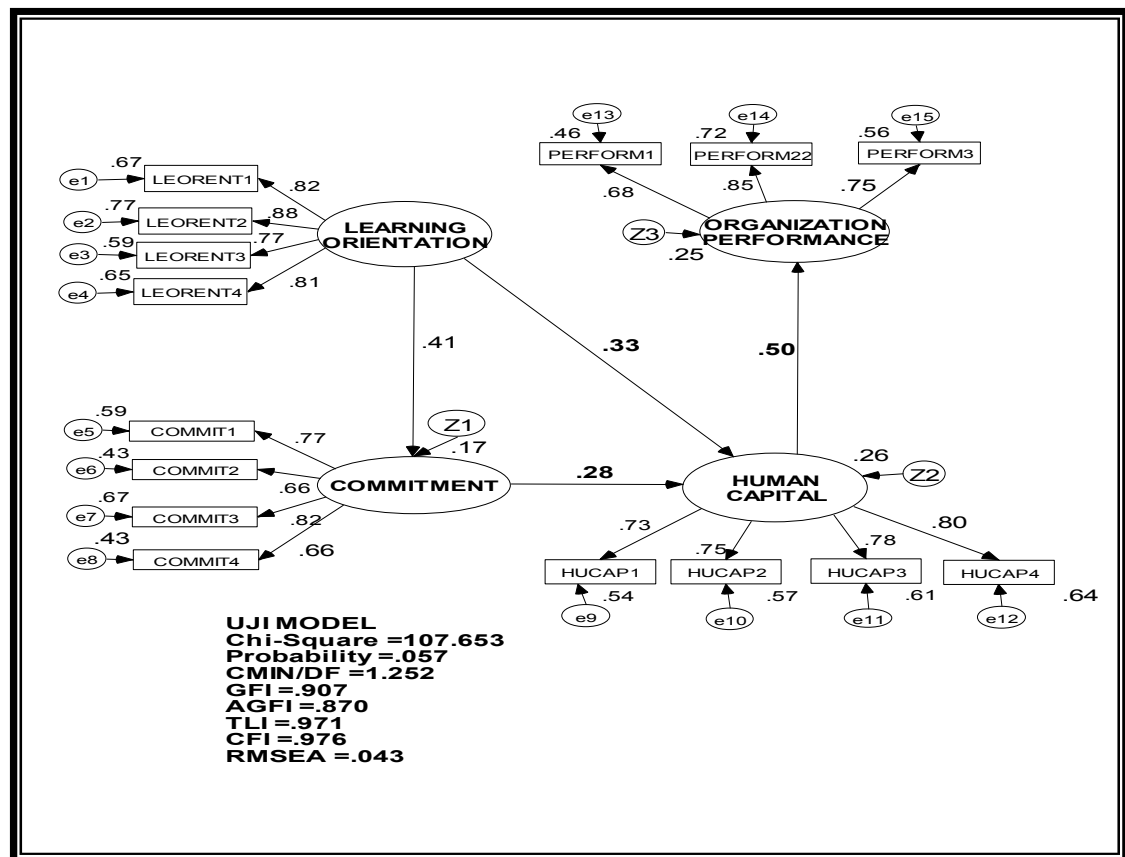 e13
e14
e15
.46
.72
.56
PERFORM1
PERFORM22
PERFORM3
.67
e1
LEORENT1
.82
.68
.85
.75
e2
.77
LEORENT2
.88
LEARNING
ORIENTATION
ORGANIZATION
PERFORMANCE
Z3
.25
e3
.59
LEORENT3
.77
e4
.65
LEORENT4
.81
.41
.33
.50
.59
e5
COMMIT1
.77
Z1
.17
e6
.43
COMMIT2
.66
COMMITMENT
.28
HUMAN
CAPITAL
.26
Z2
e7
.67
COMMIT3
.82
e8
.43
COMMIT4
.66
.73
.75
.78
.80
HUCAP1
HUCAP2
HUCAP3
HUCAP4
.54
.57
.61
.64
e9
e10
e11
e12
UJI MODEL
Chi-Square =107.653
Probability =.057
CMIN/DF =1.252
GFI =.907
AGFI =.870
TLI =.971
CFI =.976
RMSEA =.043